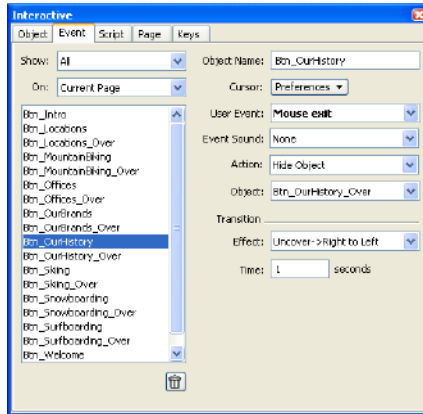 Interactive
Object Event Script Page Keys
Show: All
On: Current Page
Btn_Intro
Btn_Locations
Btn_Locations_Over
Btn_MountainBiking
Btn_MountainBiking_Over
Btn_Offices
Btn_Offices_Over
Btn_OurBrands
Btn_OurBrands_Over
Btn_OurHistory
Btn_OurHistory_Over
Btn_Skiing
Btn_Skiing_Over
Btn_Snowboarding
Btn_Snowboarding_Over
Btn_Surfboarding
Btn_Surfboarding_Over
Btn_Welcome
Object Name: Btn_OurHistory
Cursor: Preferences
User Event: Mouse exit
Event Sound: None
Action: Hide Object
Object: Btn_OurHistory_Over
Transition
Effect: Uncover->Right to Left
Time: 1 seconds